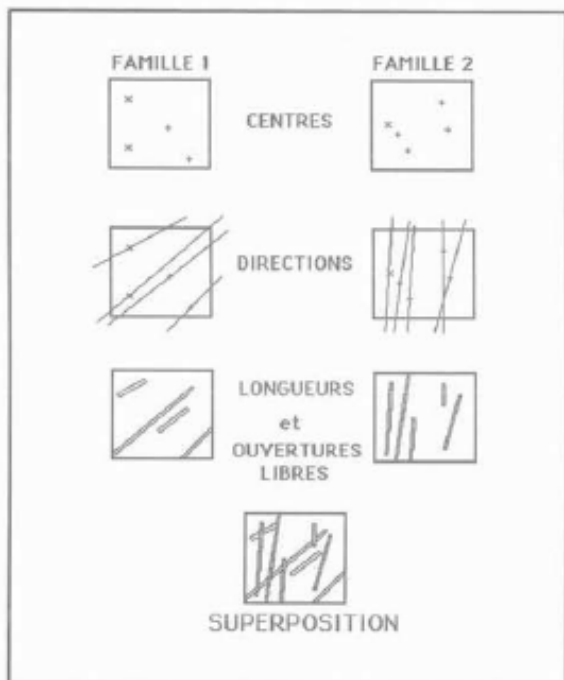 FAMILLE 1
FAMILLE 2
CENTRES
DIRECTIONS
LONGUEURS
et
OUVERTURES
LIBRES
SUPERPOSITION